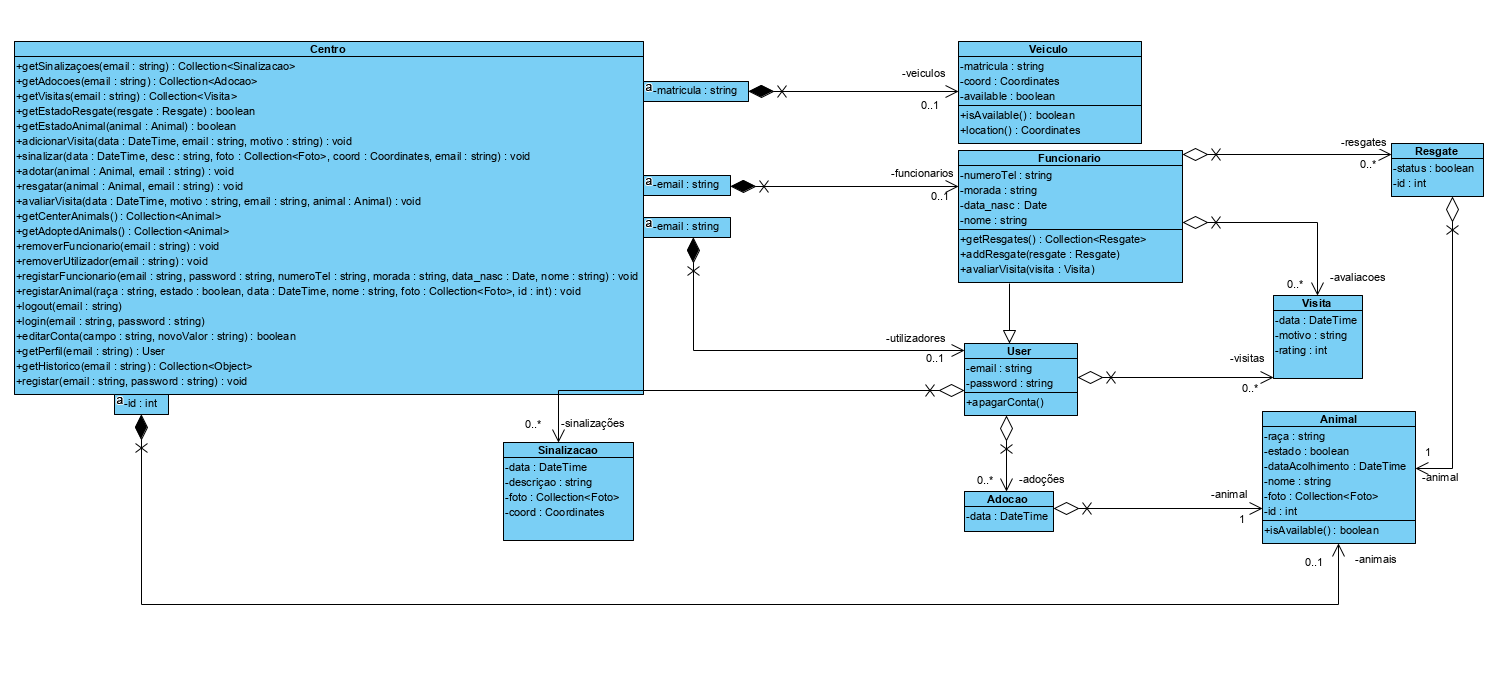 Centro
+getSinalizaçoes(email : string) : Collection<Sinalizacao>
+getAdocoes(email : string) : Collection<Adocao>
+getVisitas(email : string) : Collection<Visita>
+getEstadoResgate(resgate : Resgate) : boolean
+getEstadoAnimal(animal : Animal) : boolean
+adicionarVisita(data : DateTime, email : string, motivo : string) : void
+sinalizar(data : DateTime, desc : string, foto : Collection<Foto>, coord : Coordinates, email : string) : void
+adotar(animal : Animal, email : string) : void
+resgatar(animal : Animal, email : string) : void
+avaliarVisita(data : DateTime, motivo : string, email : string, animal : Animal) : void
+getCenterAnimals() : Collection<Animal>
+getAdoptedAnimals() : Collection<Animal>
+removerFuncionario(email : string) : void
+removerUtilizador(email : string) : void
+registarFuncionario(email : string, password : string, numeroTel : string, morada : string, data_nasc : Date, nome : string) : void
+registarAnimal(raça : string, estado : boolean, data : DateTime, nome : string, foto : Collection<Foto>, id : int) : void
+logout(email : string)
+login(email : string, password : string)
+editarConta(campo : string, novoValor : string) : boolean
+getPerfil(email : string) : User
+getHistorico(email : string) : Collection<Object>
+registar(email : string, password : string) : void
a -matricula : string
a -email : string
a -email : string
a -id : int
-veiculos
0..1
-funcionarios
0..1
-utilizadores
0..1
Veiculo
-matricula : string
-coord : Coordinates
-available : boolean
+isAvailable() : boolean
+location() : Coordinates
Funcionario
-numeroTel : string
-morada : string
-data_nasc : Date
-nome : string
+getResgates() : Collection<Resgate>
+addResgate(resgate : Resgate)
+avaliarVisita(visita : Visita)
-resgates
0..*
Resgate
-status : boolean
-id : int
0..*
-avaliacoes
Visita
-data : DateTime
-motivo : string
-rating : int
User
-email : string
-password : string
+apagarConta()
-visitas
0..*
0..*
-sinalizações
Sinalizacao
-data : DateTime
-descriçao : string
-foto : Collection<Foto>
-coord : Coordinates
0..*
-adoções
Adocao
-data : DateTime
-animal
1
Animal
-raça : string
-estado : boolean
-dataAcolhimento : DateTime
-nome : string
-foto : Collection<Foto>
-id : int
+isAvailable() : boolean
1
-animal
0..1
-animais